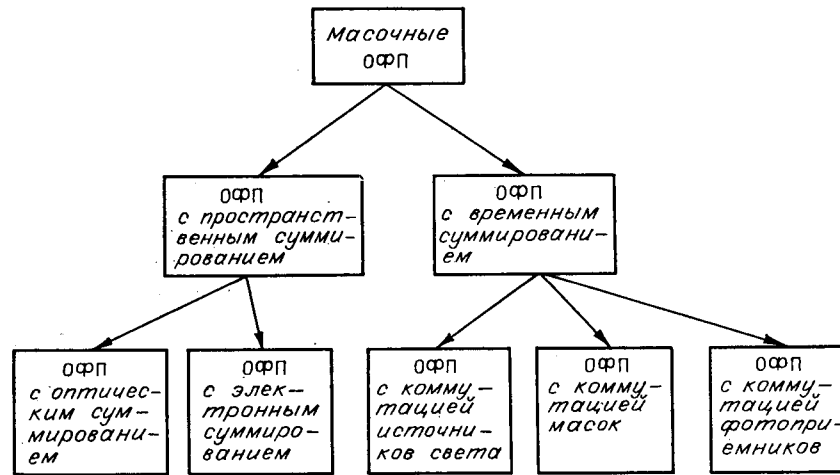 Масочные
ОФП
ОФП
с пространст-
венным сумми-
рованием
ОФП
с временным
суммировани-
ем
ОФП
с оптичес-
ким сум-
мировани-
ем
ОФП
с элек-
тронным
суммиро-
ванием
ОФП
с комму-
тацией
источни-
ков света
ОФП
с комму-
тацией
масок
ОФП
с комму-
тацией
фотопри-
емников